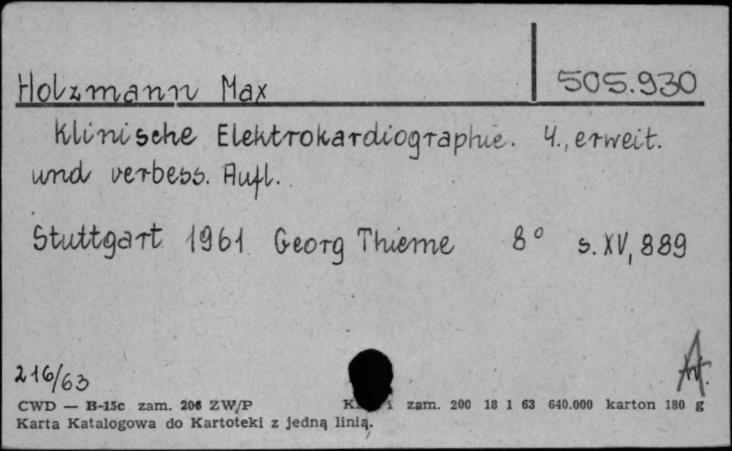 Holzmann Max 505.930
Klinische Elektrokardiographie. 4., erweit.
und verbess. Aufl.
Stuttgart 1961 Georg Thieme 8° s. XV, 889
216/63
CWD — B-15c zam. 206 ZW/P zam. 200 18 1 63 640.000 karton 180 g
Karta Katalogowa do Kartoteki z jedną linią.